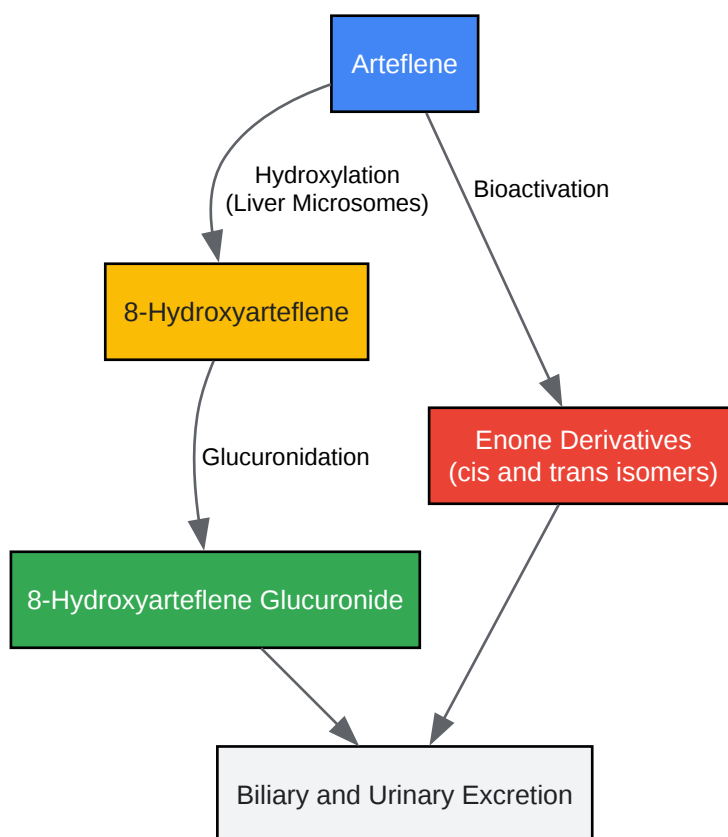 Arteflene
Hydroxylation
(Liver Microsomes)
Bioactivation
8-Hydroxyarteflene
Glucuronidation
Enone Derivatives
(cis and trans isomers)
8-Hydroxyarteflene Glucuronide
Biliary and Urinary Excretion